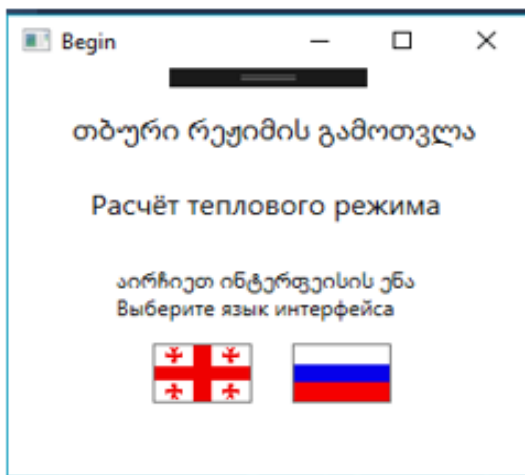 Begin
თბური რეჟიმის გამოთვლა
Расчёт теплового режима
აირჩიეთ ინტერფეისის ენა
Выберите язык интерфейса